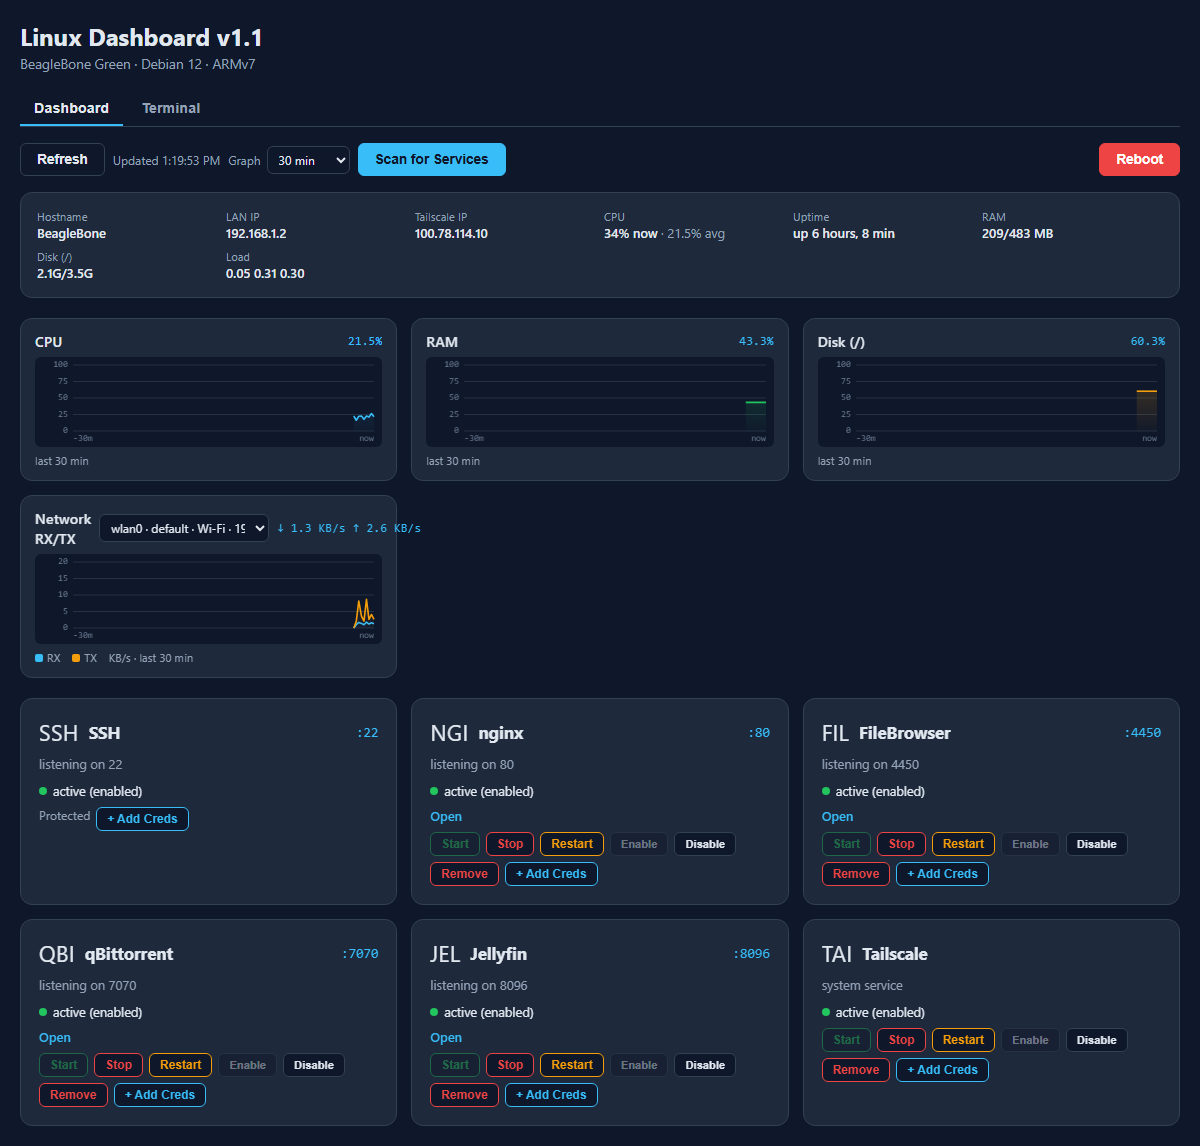 Linux Dashboard v1.1
BeagleBone Green · Debian 12 · ARMv7
Dashboard Terminal
Refresh Updated 1:19:53 PM Graph 30 min Scan for Services Reboot
Hostname LAN IP Tailscale IP CPU Uptime RAM
BeagleBone 192.168.1.2 100.78.114.10 34% now · 21.5% avg up 6 hours, 8 min 209/483 MB
Disk (/) Load
2.1G/3.5G 0.05 0.31 0.30
CPU 21.5%
100
75
50
25
0
-30m now
last 30 min
RAM 43.3%
100
75
50
25
0
-30m now
last 30 min
Disk (/) 60.3%
100
75
50
25
0
-30m now
last 30 min
Network
RX/TX
wlan0 · default · Wi-Fi · 19 ↓ 1.3 KB/s ↑ 2.6 KB/s
20
15
10
5
0
-30m now
RX TX KB/s · last 30 min
SSH SSH :22
listening on 22
active (enabled)
Protected + Add Creds
NGI nginx :80
listening on 80
active (enabled)
Open
Start Stop Restart Enable Disable
Remove + Add Creds
FIL FileBrowser :4450
listening on 4450
active (enabled)
Open
Start Stop Restart Enable Disable
Remove + Add Creds
QBI qBittorrent :7070
listening on 7070
active (enabled)
Open
Start Stop Restart Enable Disable
Remove + Add Creds
JEL Jellyfin :8096
listening on 8096
active (enabled)
Open
Start Stop Restart Enable Disable
Remove + Add Creds
TAI Tailscale
system service
active (enabled)
Start Stop Restart Enable Disable
Remove + Add Creds